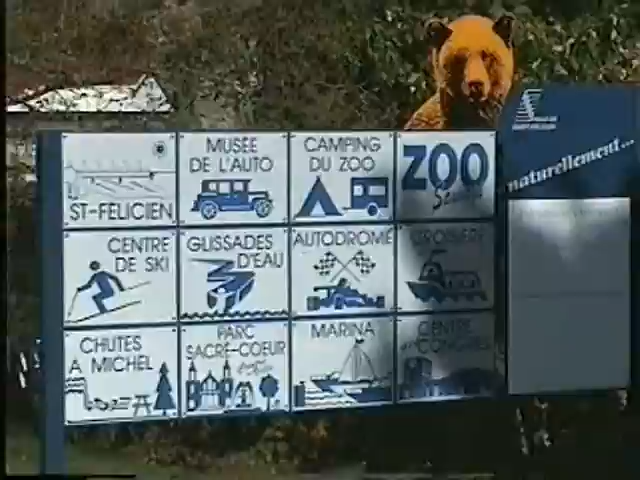 ST-FELICIEN
MUSÉE
DE L'AUTO
CAMPING
DU ZOO
ZOO
naturellement...
CENTRE
DE SKI
GLISSADES
D'EAU
AUTODROME
CROISIÈRE
CHUTES
A MICHEL
PARC
SACRÉ-COEUR
MARINA
CENTRE
CONGRÈS